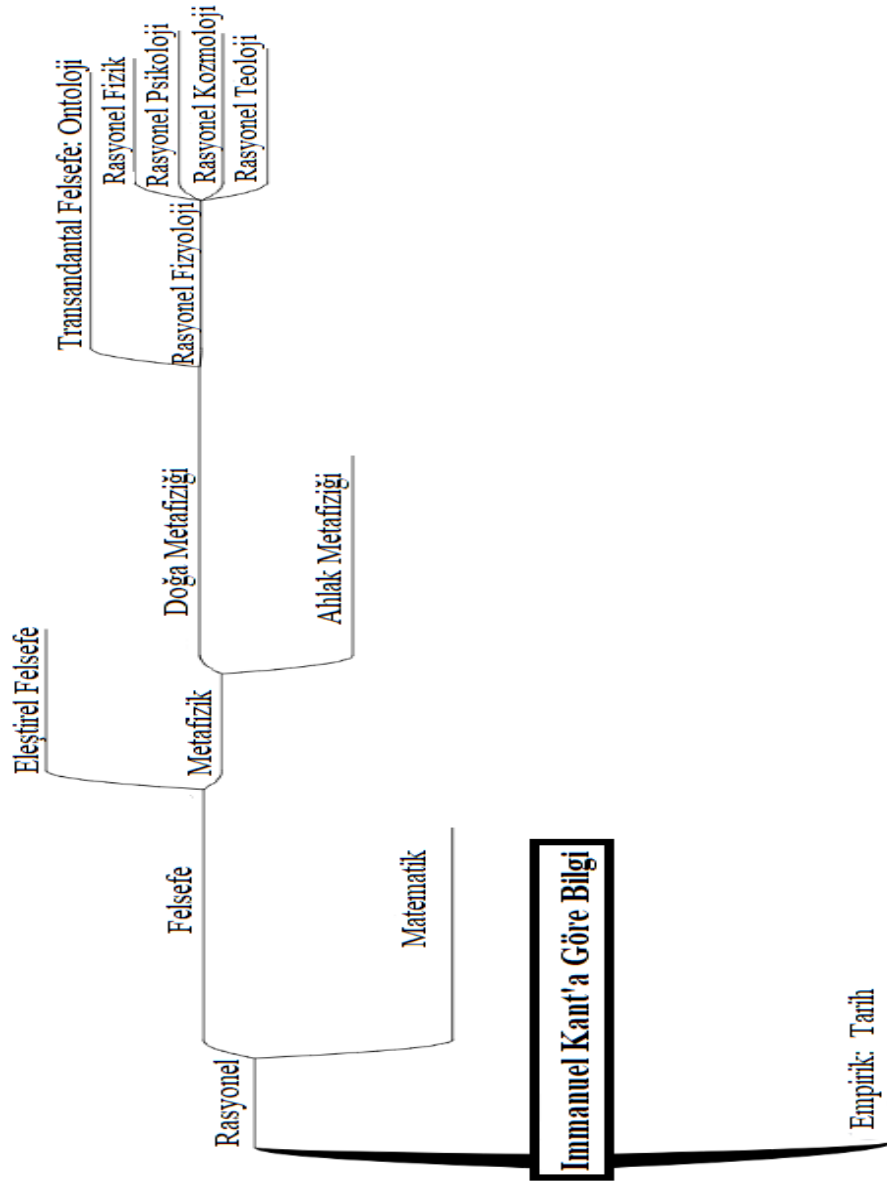 Immanuel Kant'a Göre Bilgi
Rasyonel
Felsefe
Eleştirel Felsefe
Metafizik
Doğa Metafiziği
Transandantal Felsefe: Ontoloji
Rasyonel Fizyoloji
Rasyonel Fizik
Rasyonel Psikoloji
Rasyonel Kozmoloji
Rasyonel Teoloji
Ahlak Metafiziği
Matematik
Empirik: Tarih